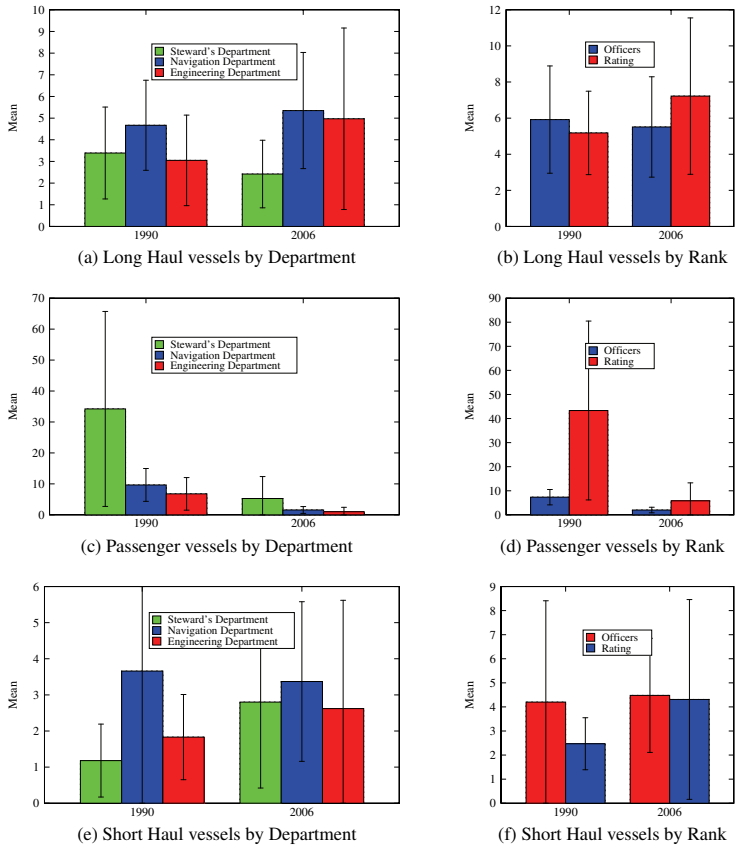 10
9
8
7
6
5
4
3
2
1
0
Mean
Steward's Department
Navigation Department
Engineering Department
1990
2006
(a) Long Haul vessels by Department
12
10
8
6
4
2
0
Mean
Officers
Rating
1990
2006
(b) Long Haul vessels by Rank
70
60
50
40
30
20
10
0
Mean
Steward's Department
Navigation Department
Engineering Department
1990
2006
(c) Passenger vessels by Department
90
80
70
60
50
40
30
20
10
0
Mean
Officers
Rating
1990
2006
(d) Passenger vessels by Rank
6
5
4
3
2
1
0
Mean
Steward's Department
Navigation Department
Engineering Department
1990
2006
(e) Short Haul vessels by Department
9
8
7
6
5
4
3
2
1
0
Mean
Officers
Rating
1990
2006
(f) Short Haul vessels by Rank